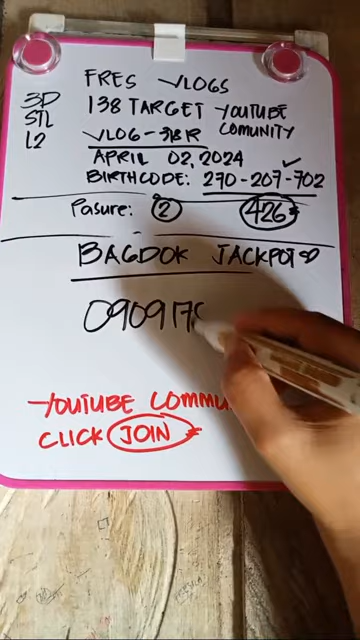 FRES VLOGS
3D
STL
L2
138 TARGET YOUTUBE
COMUNITY
VLOG-
APRIL 02, 2024
BIRTHCODE: 270-207-702
Pasure: 2 426
BAGDOK JACKPOT
090917
YOUTUBE
CLICK JOIN